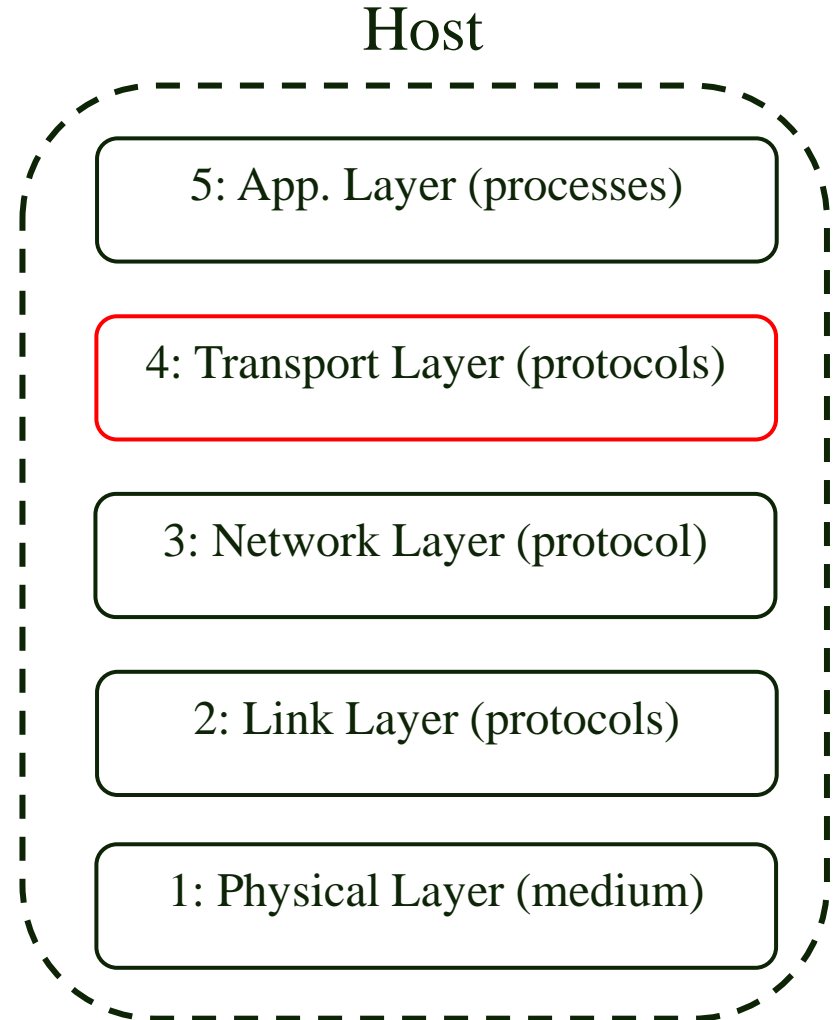 Host
5: App. Layer (processes)
4: Transport Layer (protocols)
3: Network Layer (protocol)
2: Link Layer (protocols)
1: Physical Layer (medium)